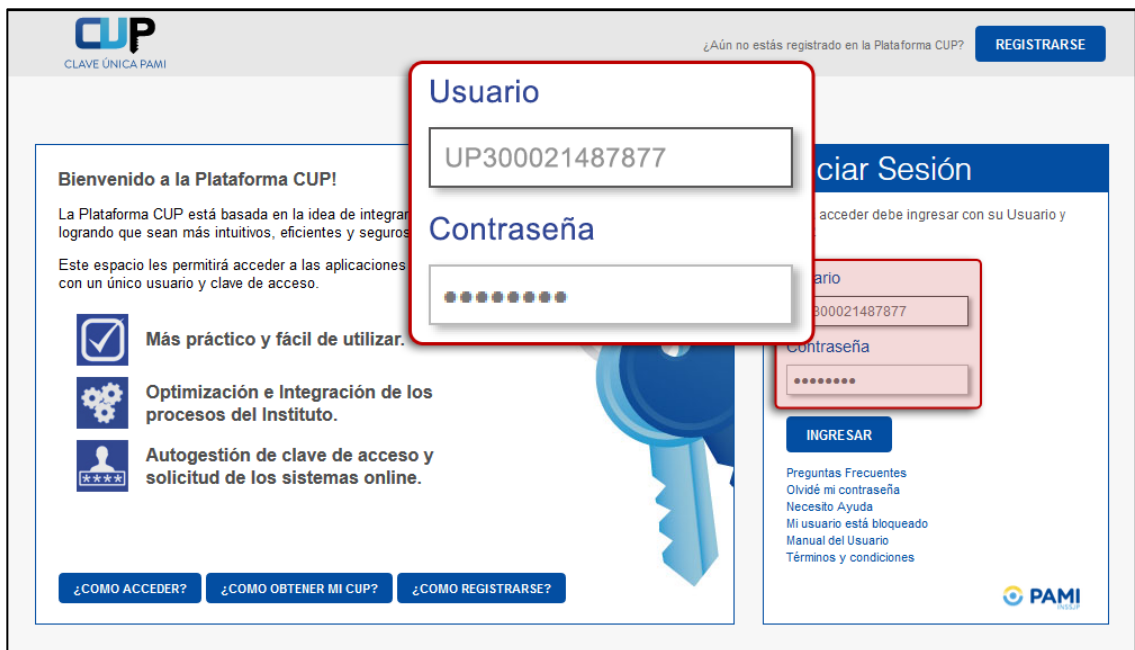 CUP
CLAVE ÚNICA PAMI
¿Aún no estás registrado en la Plataforma CUP?
REGISTRARSE
Usuario
UP300021487877
Contraseña
●●●●●●●●
Bienvenido a la Plataforma CUP!
La Plataforma CUP está basada en la idea de integrar
logrando que sean más intuitivos, eficientes y seguros
Este espacio les permitirá acceder a las aplicaciones
con un único usuario y clave de acceso.
Más práctico y fácil de utilizar.
Optimización e Integración de los
procesos del Instituto.
****
Autogestión de clave de acceso y
solicitud de los sistemas online.
¿COMO ACCEDER?
¿COMO OBTENER MI CUP?
¿COMO REGISTRARSE?
ciar Sesión
acceder debe ingresar con su Usuario y
ario
300021487877
Contraseña
●●●●●●●●
INGRESAR
Preguntas Frecuentes
Olvidé mi contraseña
Necesito Ayuda
Mi usuario está bloqueado
Manual del Usuario
Términos y condiciones
PAMI